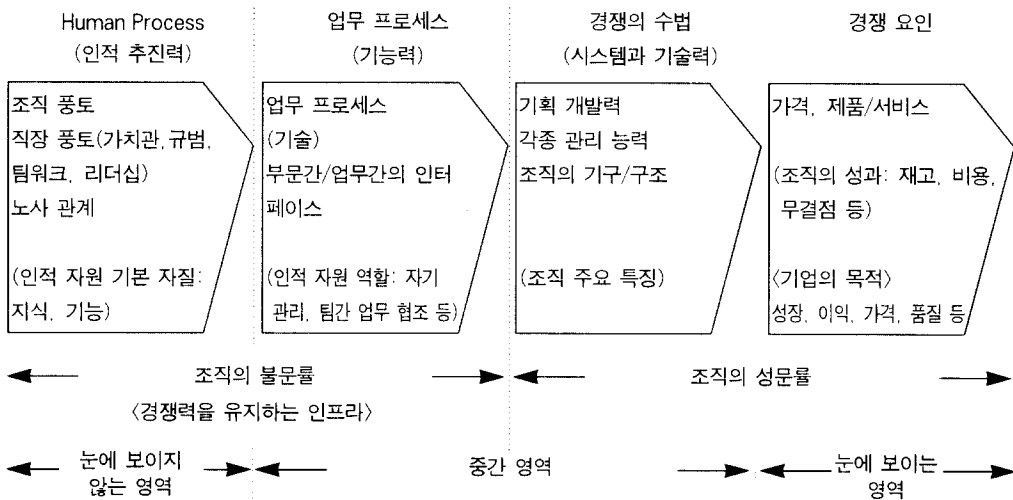 Human Process
(인적 추진력)
업무 프로세스
(기능력)
경쟁의 수법
(시스템과 기술력)
경쟁 요인
조직 풍토
직장 풍토(가치관,규범,
팀워크, 리더십)
노사 관계
(인적 자원 기본 자질:
지식, 기능)
업무 프로세스
(기술)
부문간/업무간의 인터
페이스
(인적 자원 역할: 자기
관리, 팀간 업무 협조 등)
기획 개발력
각종 관리 능력
조직의 기구/구조
(조직 주요 특징)
가격, 제품/서비스
(조직의 성과: 재고, 비용,
무결점 등)
〈기업의 목적〉
성장, 이익, 가격, 품질 등
조직의 불문률
〈경쟁력을 유지하는 인프라〉
조직의 성문률
눈에 보이지
않는 영역
중간 영역
눈에 보이는
영역